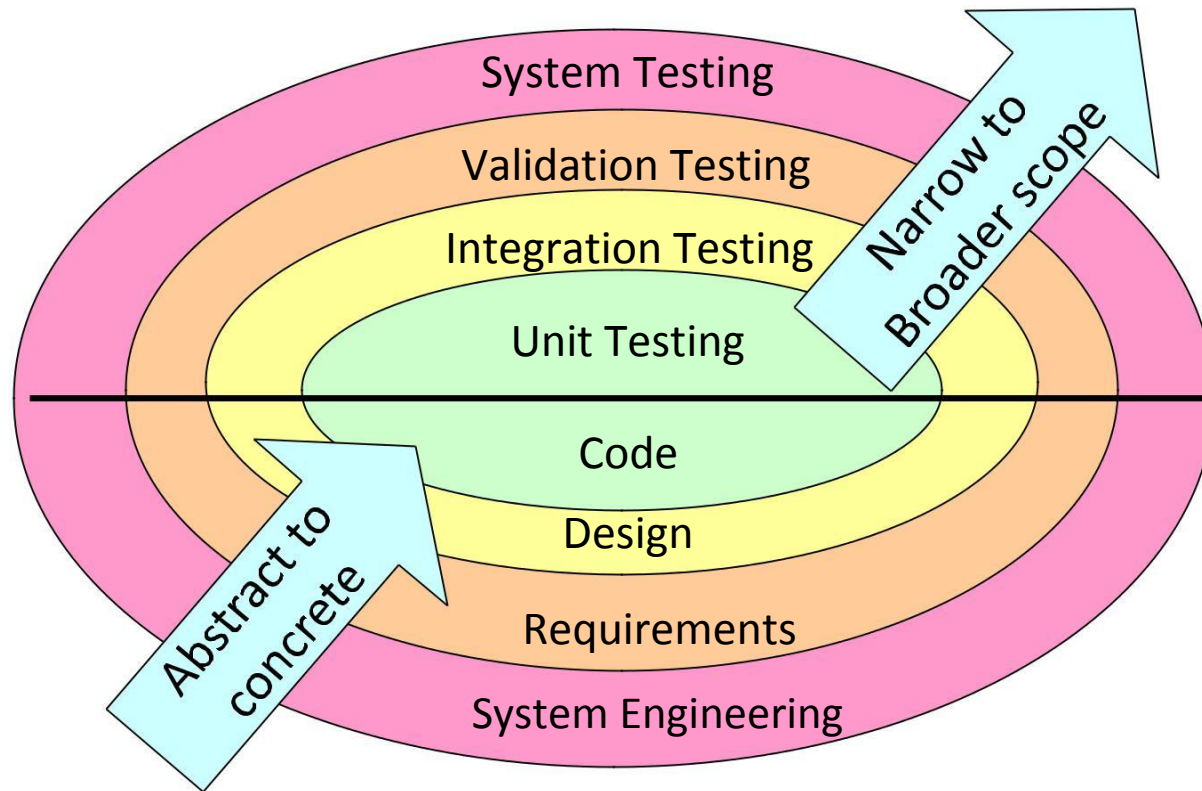 System Testing
Validation Testing
Integration Testing
Unit Testing
Narrow to
Broader scope
Code
Design
Requirements
System Engineering
Abstract to
concrete